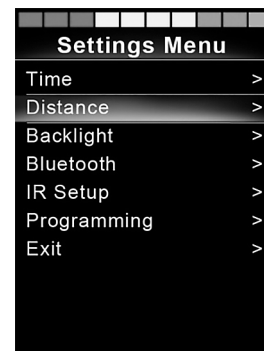 Settings Menu
Time >
Distance >
Backlight >
Bluetooth >
IR Setup >
Programming >
Exit >